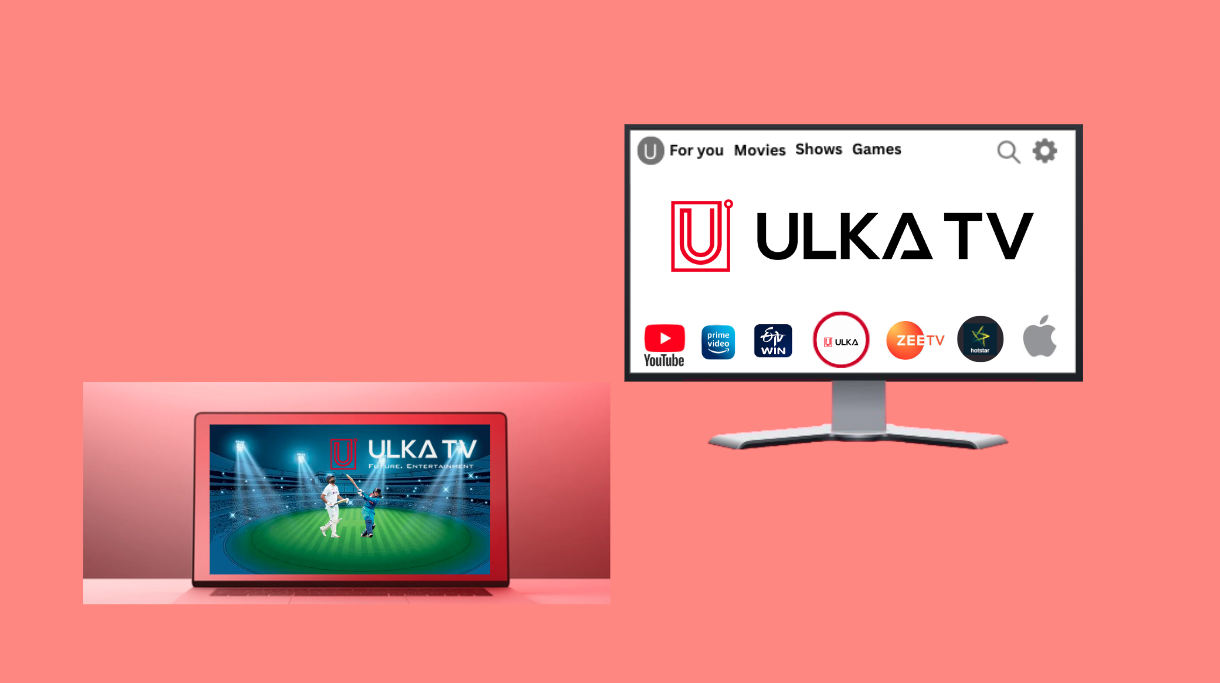 U For you Movies Shows Games
U ULKA TV
YouTube
prime video
ETV WIN
U ULKA
ZEETV
hotstar
U ULKA TV
FUTURE. ENTERTAINMENT